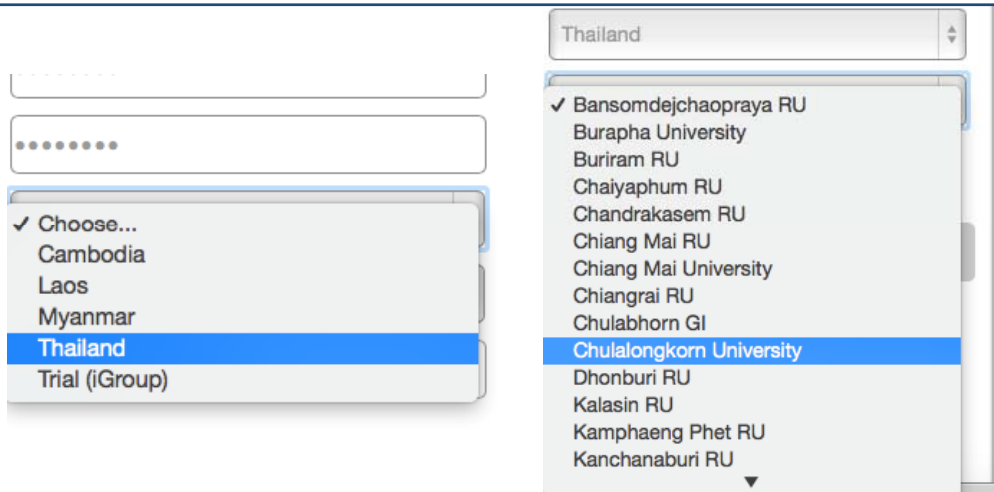 Choose...
Cambodia
Laos
Myanmar
Thailand
Trial (iGroup)
Thailand
Bansomdejchaopraya RU
Burapha University
Buriram RU
Chaiyaphum RU
Chandrakasem RU
Chiang Mai RU
Chiang Mai University
Chiangrai RU
Chulabhorn GI
Chulalongkorn University
Dhonburi RU
Kalasin RU
Kamphaeng Phet RU
Kanchanaburi RU